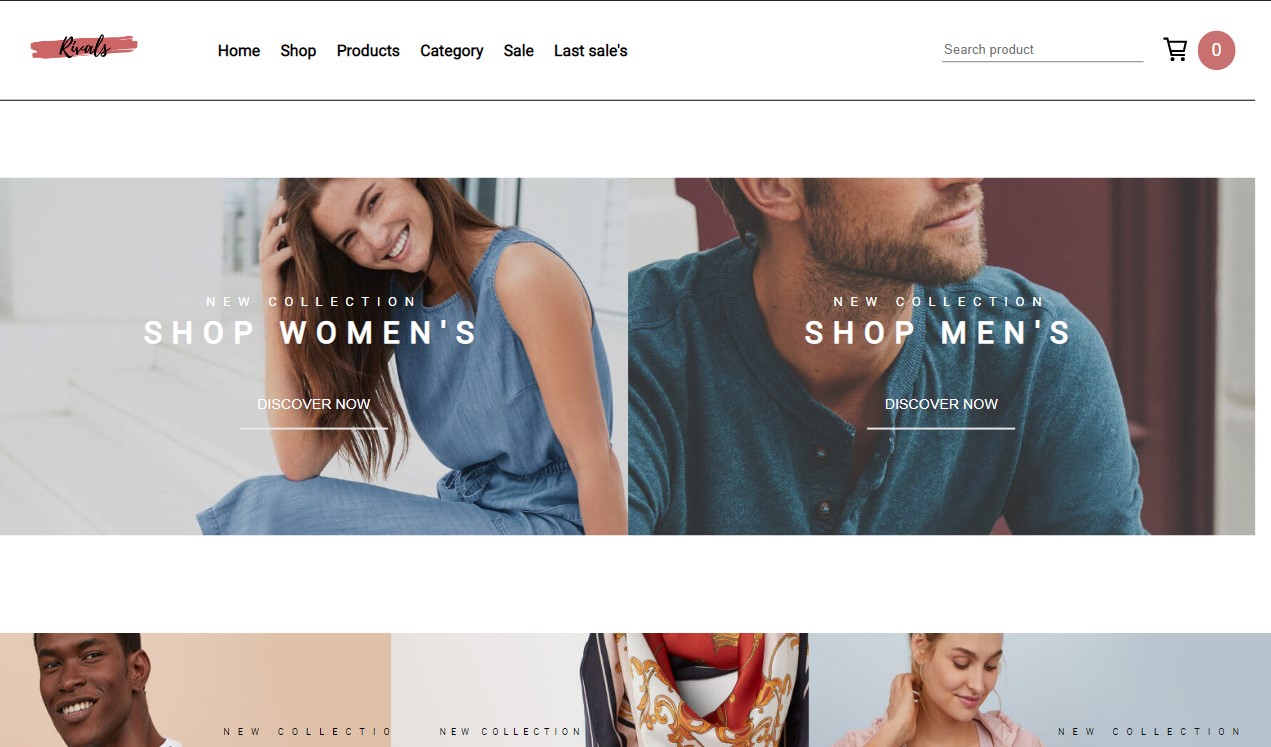 Rivals
Home Shop Products Category Sale Last sale's
Search product
0
NEW COLLECTION
SHOP WOMEN'S
DISCOVER NOW
NEW COLLECTION
SHOP MEN'S
DISCOVER NOW
NEW COLLECTIO
NEW COLLECTION
NEW COLLECTION